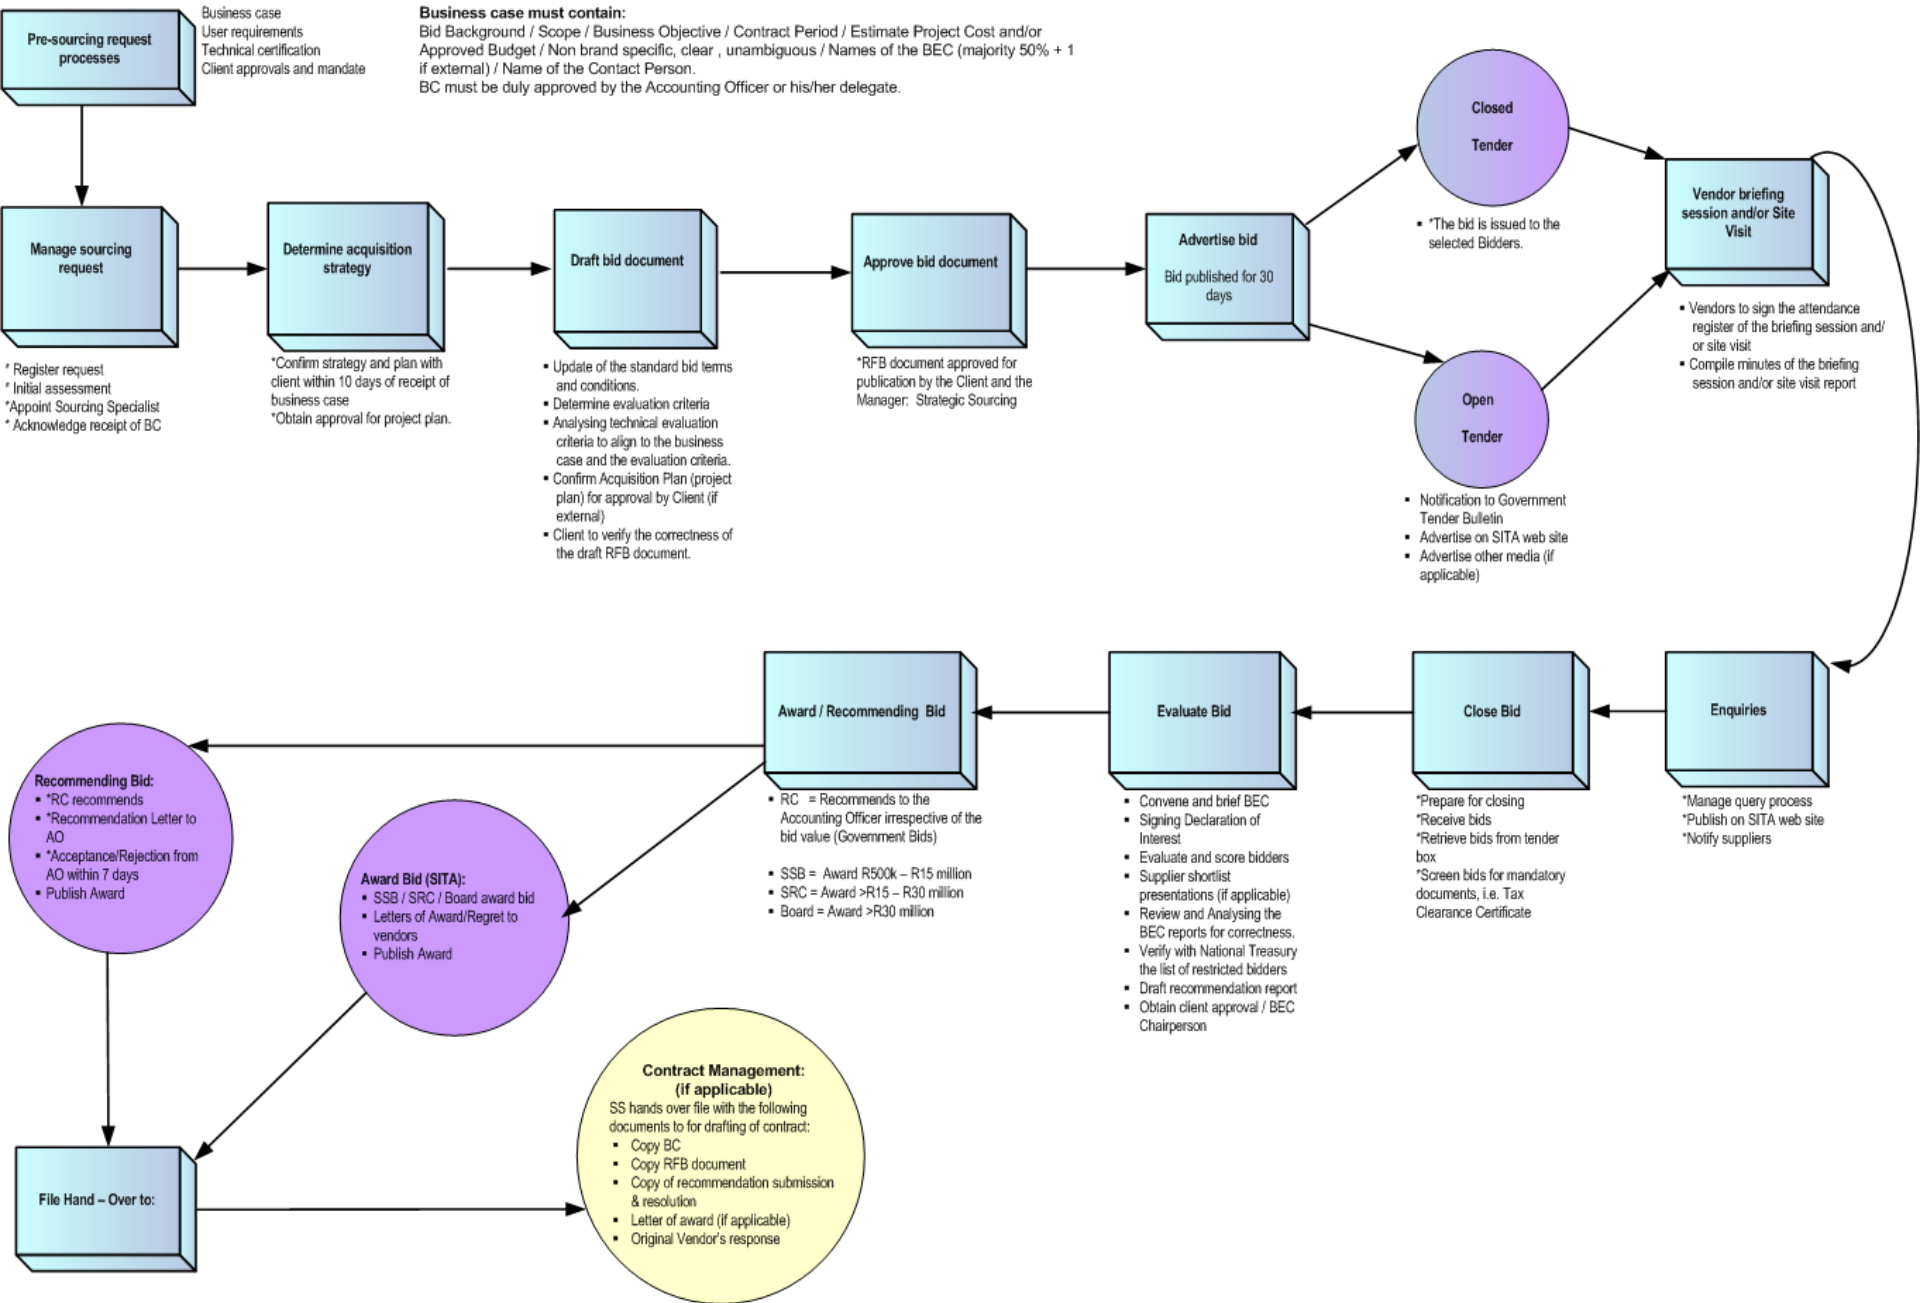 Pre-sourcing request
processes
Business case
User requirements
Technical certification
Client approvals and mandate
Business case must contain:
Bid Background / Scope / Business Objective / Contract Period / Estimate Project Cost and/or
Approved Budget / Non brand specific, clear , unambiguous / Names of the BEC (majority 50% + 1
if external) / Name of the Contact Person.
BC must be duly approved by the Accounting Officer or his/her delegate.
Manage sourcing
request
* Register request
* Initial assessment
*Appoint Sourcing Specialist
* Acknowledge receipt of BC
Determine acquisition
strategy
*Confirm strategy and plan with
client within 10 days of receipt of
business case
*Obtain approval for project plan.
Draft bid document
▪ Update of the standard bid terms
and conditions.
▪ Determine evaluation criteria
▪ Analysing technical evaluation
criteria to align to the business
case and the evaluation criteria.
▪ Confirm Acquisition Plan (project
plan) for approval by Client (if
external)
▪ Client to verify the correctness of
the draft RFB document.
Approve bid document
*RFB document approved for
publication by the Client and the
Manager: Strategic Sourcing
Advertise bid
Bid published for 30
days
Closed
Tender
▪ *The bid is issued to the
selected Bidders.
Open
Tender
▪ Notification to Government
Tender Bulletin
▪ Advertise on SITA web site
▪ Advertise other media (if
applicable)
Vendor briefing
session and/or Site
Visit
▪ Vendors to sign the attendance
register of the briefing session and/
or site visit
▪ Compile minutes of the briefing
session and/or site visit report
Enquiries
*Manage query process
*Publish on SITA web site
*Notify suppliers
Close Bid
*Prepare for closing
*Receive bids
*Retrieve bids from tender
box
*Screen bids for mandatory
documents, i.e. Tax
Clearance Certificate
Evaluate Bid
▪ Convene and brief BEC
▪ Signing Declaration of
Interest
▪ Evaluate and score bidders
▪ Supplier shortlist
presentations (if applicable)
▪ Review and Analysing the
BEC reports for correctness.
▪ Verify with National Treasury
the list of restricted bidders
▪ Draft recommendation report
▪ Obtain client approval / BEC
Chairperson
Award / Recommending Bid
▪ RC = Recommends to the
Accounting Officer irrespective of the
bid value (Government Bids)
▪ SSB = Award R500k – R15 million
▪ SRC = Award >R15 – R30 million
▪ Board = Award >R30 million
Recommending Bid:
▪ *RC recommends
▪ *Recommendation Letter to
AO
▪ *Acceptance/Rejection from
AO within 7 days
▪ Publish Award
Award Bid (SITA):
▪ SSB / SRC / Board award bid
▪ Letters of Award/Regret to
vendors
▪ Publish Award
File Hand – Over to:
Contract Management:
(if applicable)
SS hands over file with the following
documents to for drafting of contract:
▪ Copy BC
▪ Copy RFB document
▪ Copy of recommendation submission
& resolution
▪ Letter of award (if applicable)
▪ Original Vendor's response